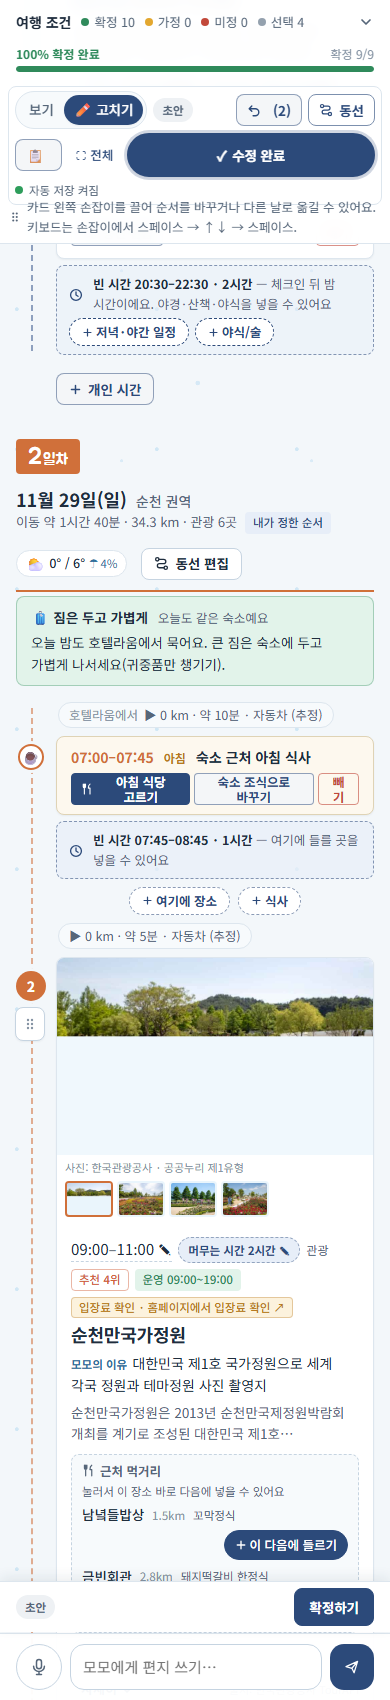 여행 조건 확정 10 가정 0 미정 0 선택 4
100% 확정 완료 확정 9/9
보기 고치기 초안 (2) 동선
전체 ✓ 수정 완료
자동 저장 켜짐
카드 왼쪽 손잡이를 끌어 순서를 바꾸거나 다른 날로 옮길 수 있어요.
키보드는 손잡이에서 스페이스 → ↑↓ → 스페이스.
빈 시간 20:30–22:30 · 2시간 — 체크인 뒤 밤
시간이에요. 야경·산책·야식을 넣을 수 있어요
+ 저녁·야간 일정 + 야식/술
+ 개인 시간
2일차
11월 29일(일) 순천 권역
이동 약 1시간 40분 · 34.3 km · 관광 6곳 내가 정한 순서
0° / 6° ☂ 4% 동선 편집
짐은 두고 가볍게 오늘도 같은 숙소예요
오늘 밤도 호텔라움에서 묵어요. 큰 짐은 숙소에 두고
가볍게 나서세요(귀중품만 챙기기).
호텔라움에서 ▶ 0 km · 약 10분 · 자동차 (추정)
07:00–07:45 아침 숙소 근처 아침 식사
아침 식당
고르기
숙소 조식으로
바꾸기
빼
기
빈 시간 07:45–08:45 · 1시간 — 여기에 들를 곳을
넣을 수 있어요
+ 여기에 장소 + 식사
▶ 0 km · 약 5분 · 자동차 (추정)
2
사진: 한국관광공사 · 공공누리 제1유형
09:00–11:00 머무는 시간 2시간 관광
추천 4위 운영 09:00~19:00
입장료 확인 · 홈페이지에서 입장료 확인 ↗
순천만국가정원
모모의 이유 대한민국 제1호 국가정원으로 세계
각국 정원과 테마정원 사진 촬영지
순천만국가정원은 2013년 순천만국제정원박람회
개최를 계기로 조성된 대한민국 제1호…
근처 먹거리
눌러서 이 장소 바로 다음에 넣을 수 있어요
남녘들밥상 1.5km 꼬막정식
+ 이 다음에 들르기
금빈회관 2.8km 돼지떡갈비 한정식
초안 확정하기
모모에게 편지 쓰기…